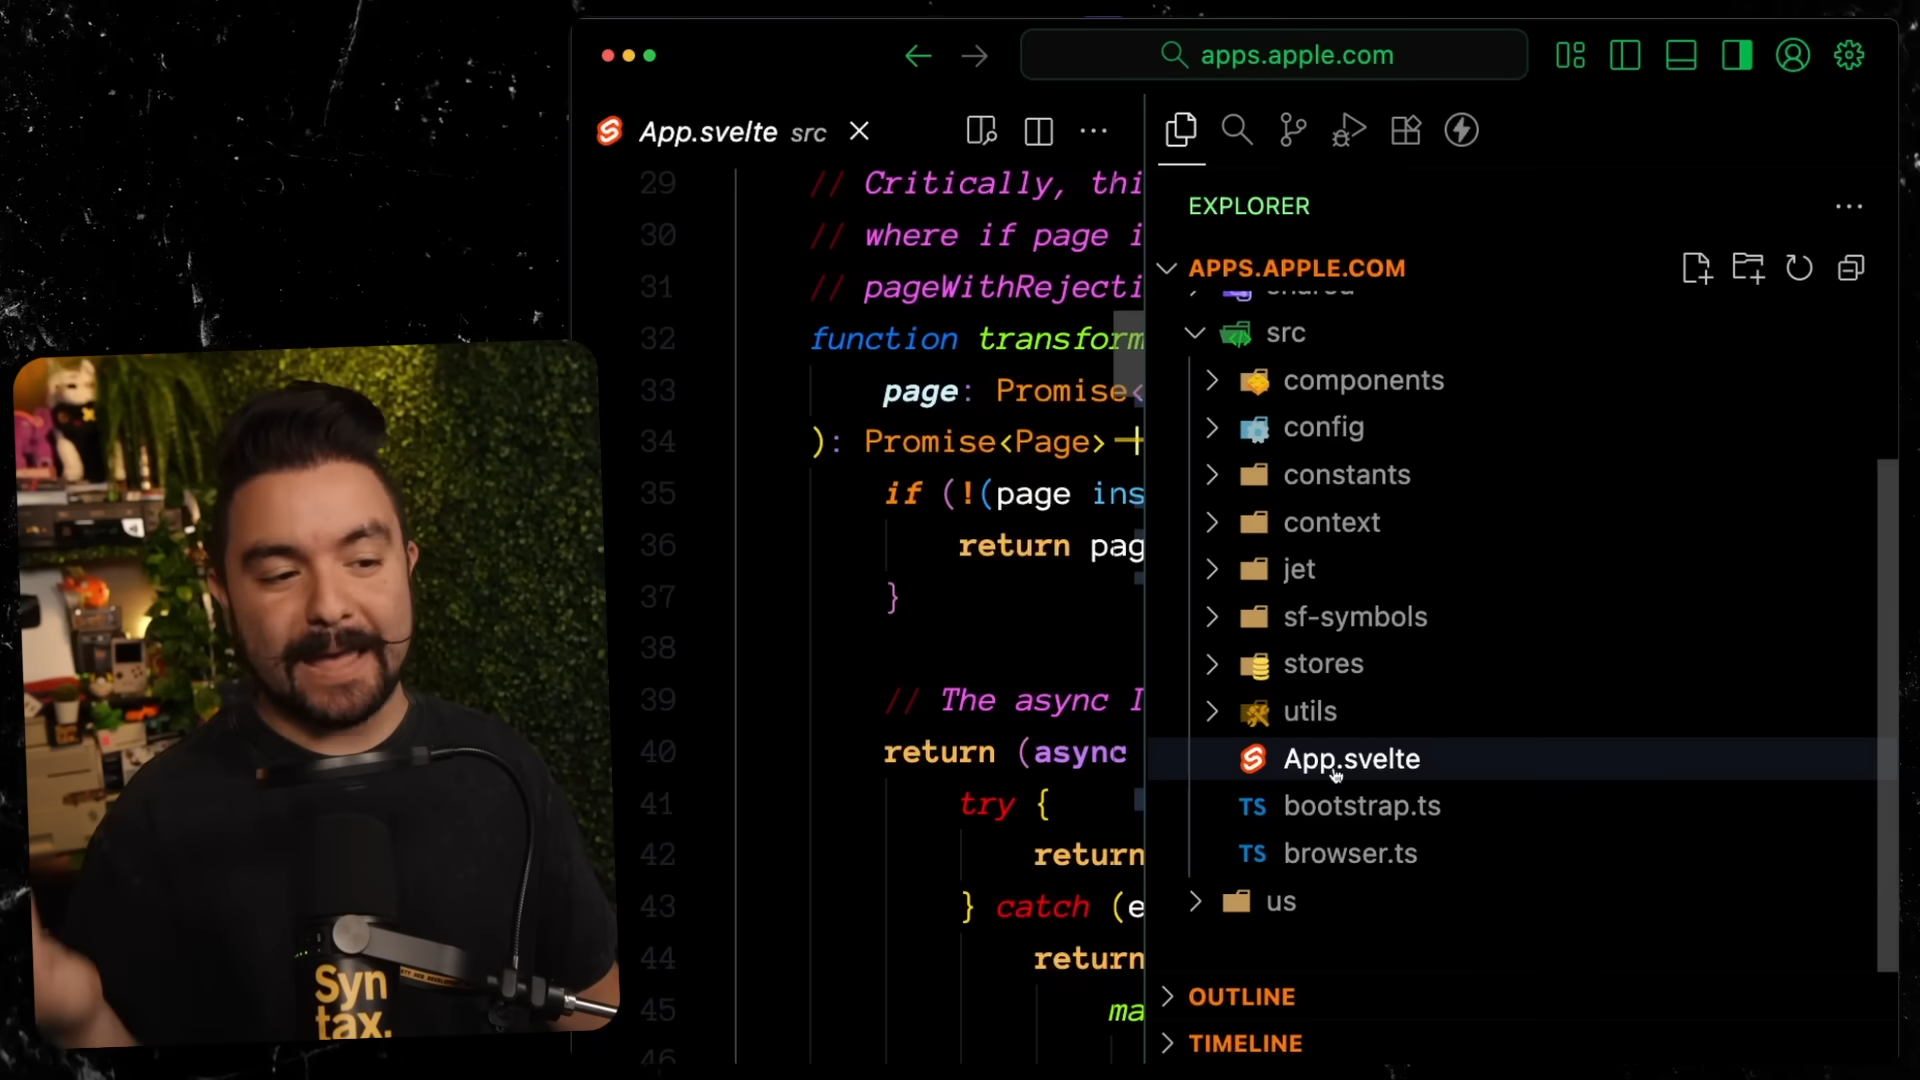 apps.apple.com
App.svelte src
29 // Critically, thi
30 // where if page i
31 // pageWithRejecti
32 function transform
33 page: Promise<
34 ): Promise<Page> {
35 if (!(page ins
36 return pag
37 }
38
39 // The async I
40 return (async
41 try {
42 return
43 } catch (e
44 return
45 ma
46
EXPLORER
APPS.APPLE.COM
shared
src
components
config
constants
context
jet
sf-symbols
stores
utils
App.svelte
TS bootstrap.ts
TS browser.ts
us
OUTLINE
TIMELINE
Syn
tax.